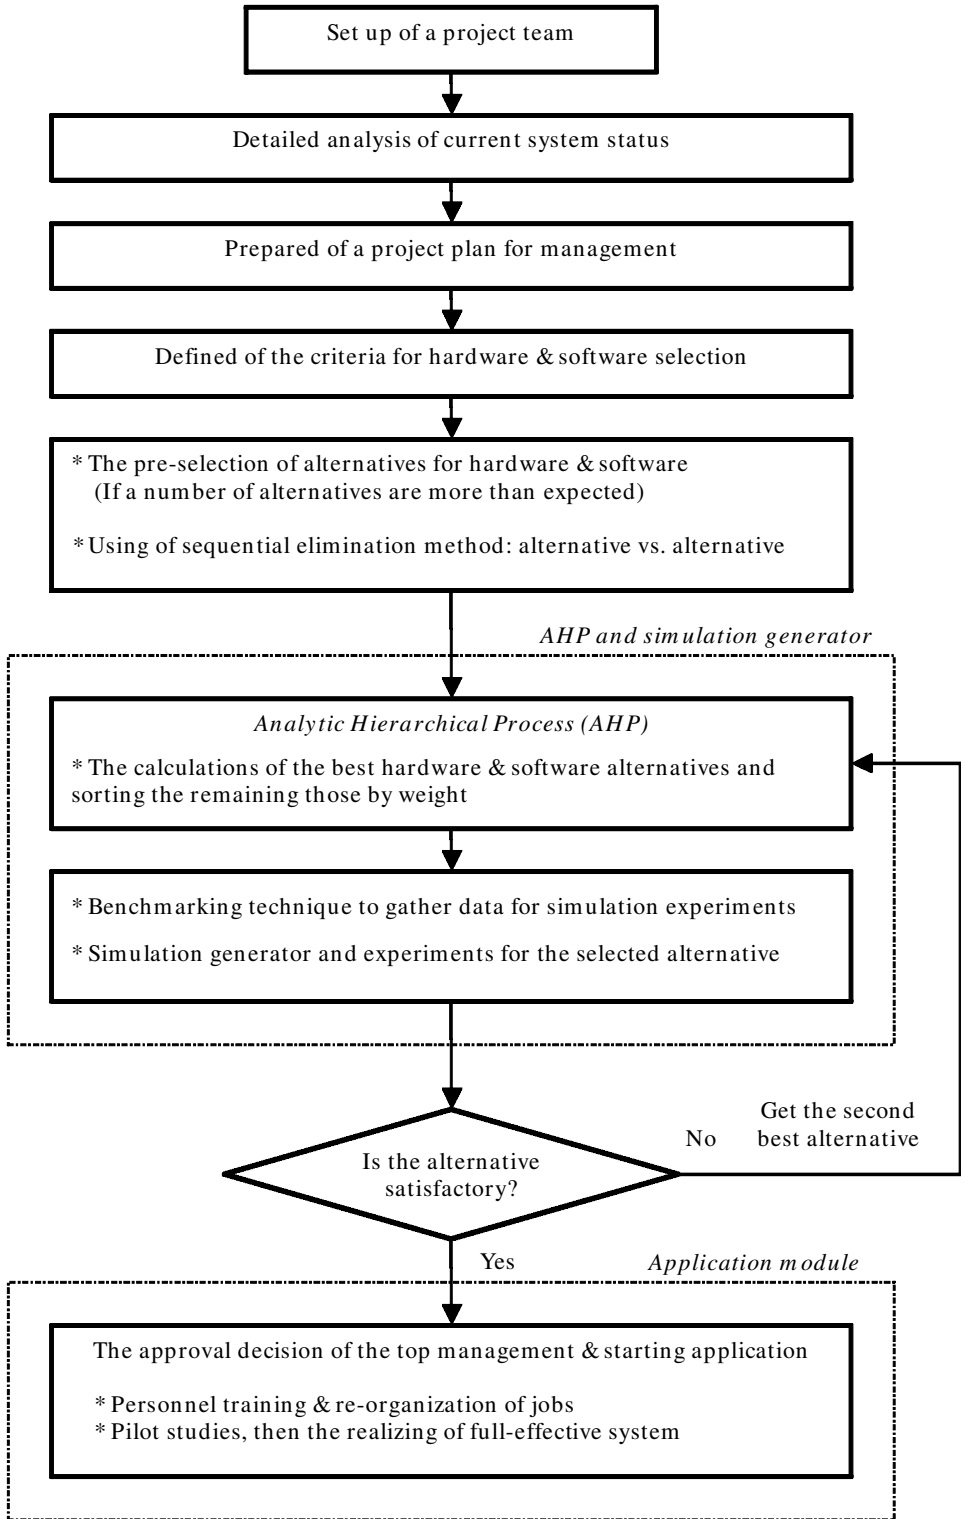 Set up of a project team
Detailed analysis of current system status
Prepared of a project plan for management
Defined of the criteria for hardware & software selection
* The pre-selection of alternatives for hardware & software
(If a number of alternatives are more than expected)
* Using of sequential elimination method: alternative vs. alternative
AHP and simulation generator
Analytic Hierarchical Process (AHP)
* The calculations of the best hardware & software alternatives and
sorting the remaining those by weight
* Benchmarking technique to gather data for simulation experiments
* Simulation generator and experiments for the selected alternative
Get the second
No best alternative
Is the alternative
satisfactory?
Yes
Application module
The approval decision of the top management & starting application
* Personnel training & re-organization of jobs
* Pilot studies, then the realizing of full-effective system